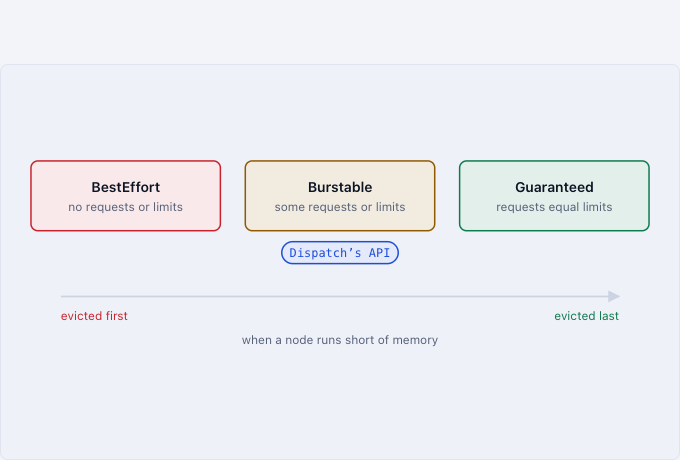 BestEffort
no requests or limits
Burstable
some requests or limits
Guaranteed
requests equal limits
Dispatch’s API
evicted first
evicted last
when a node runs short of memory